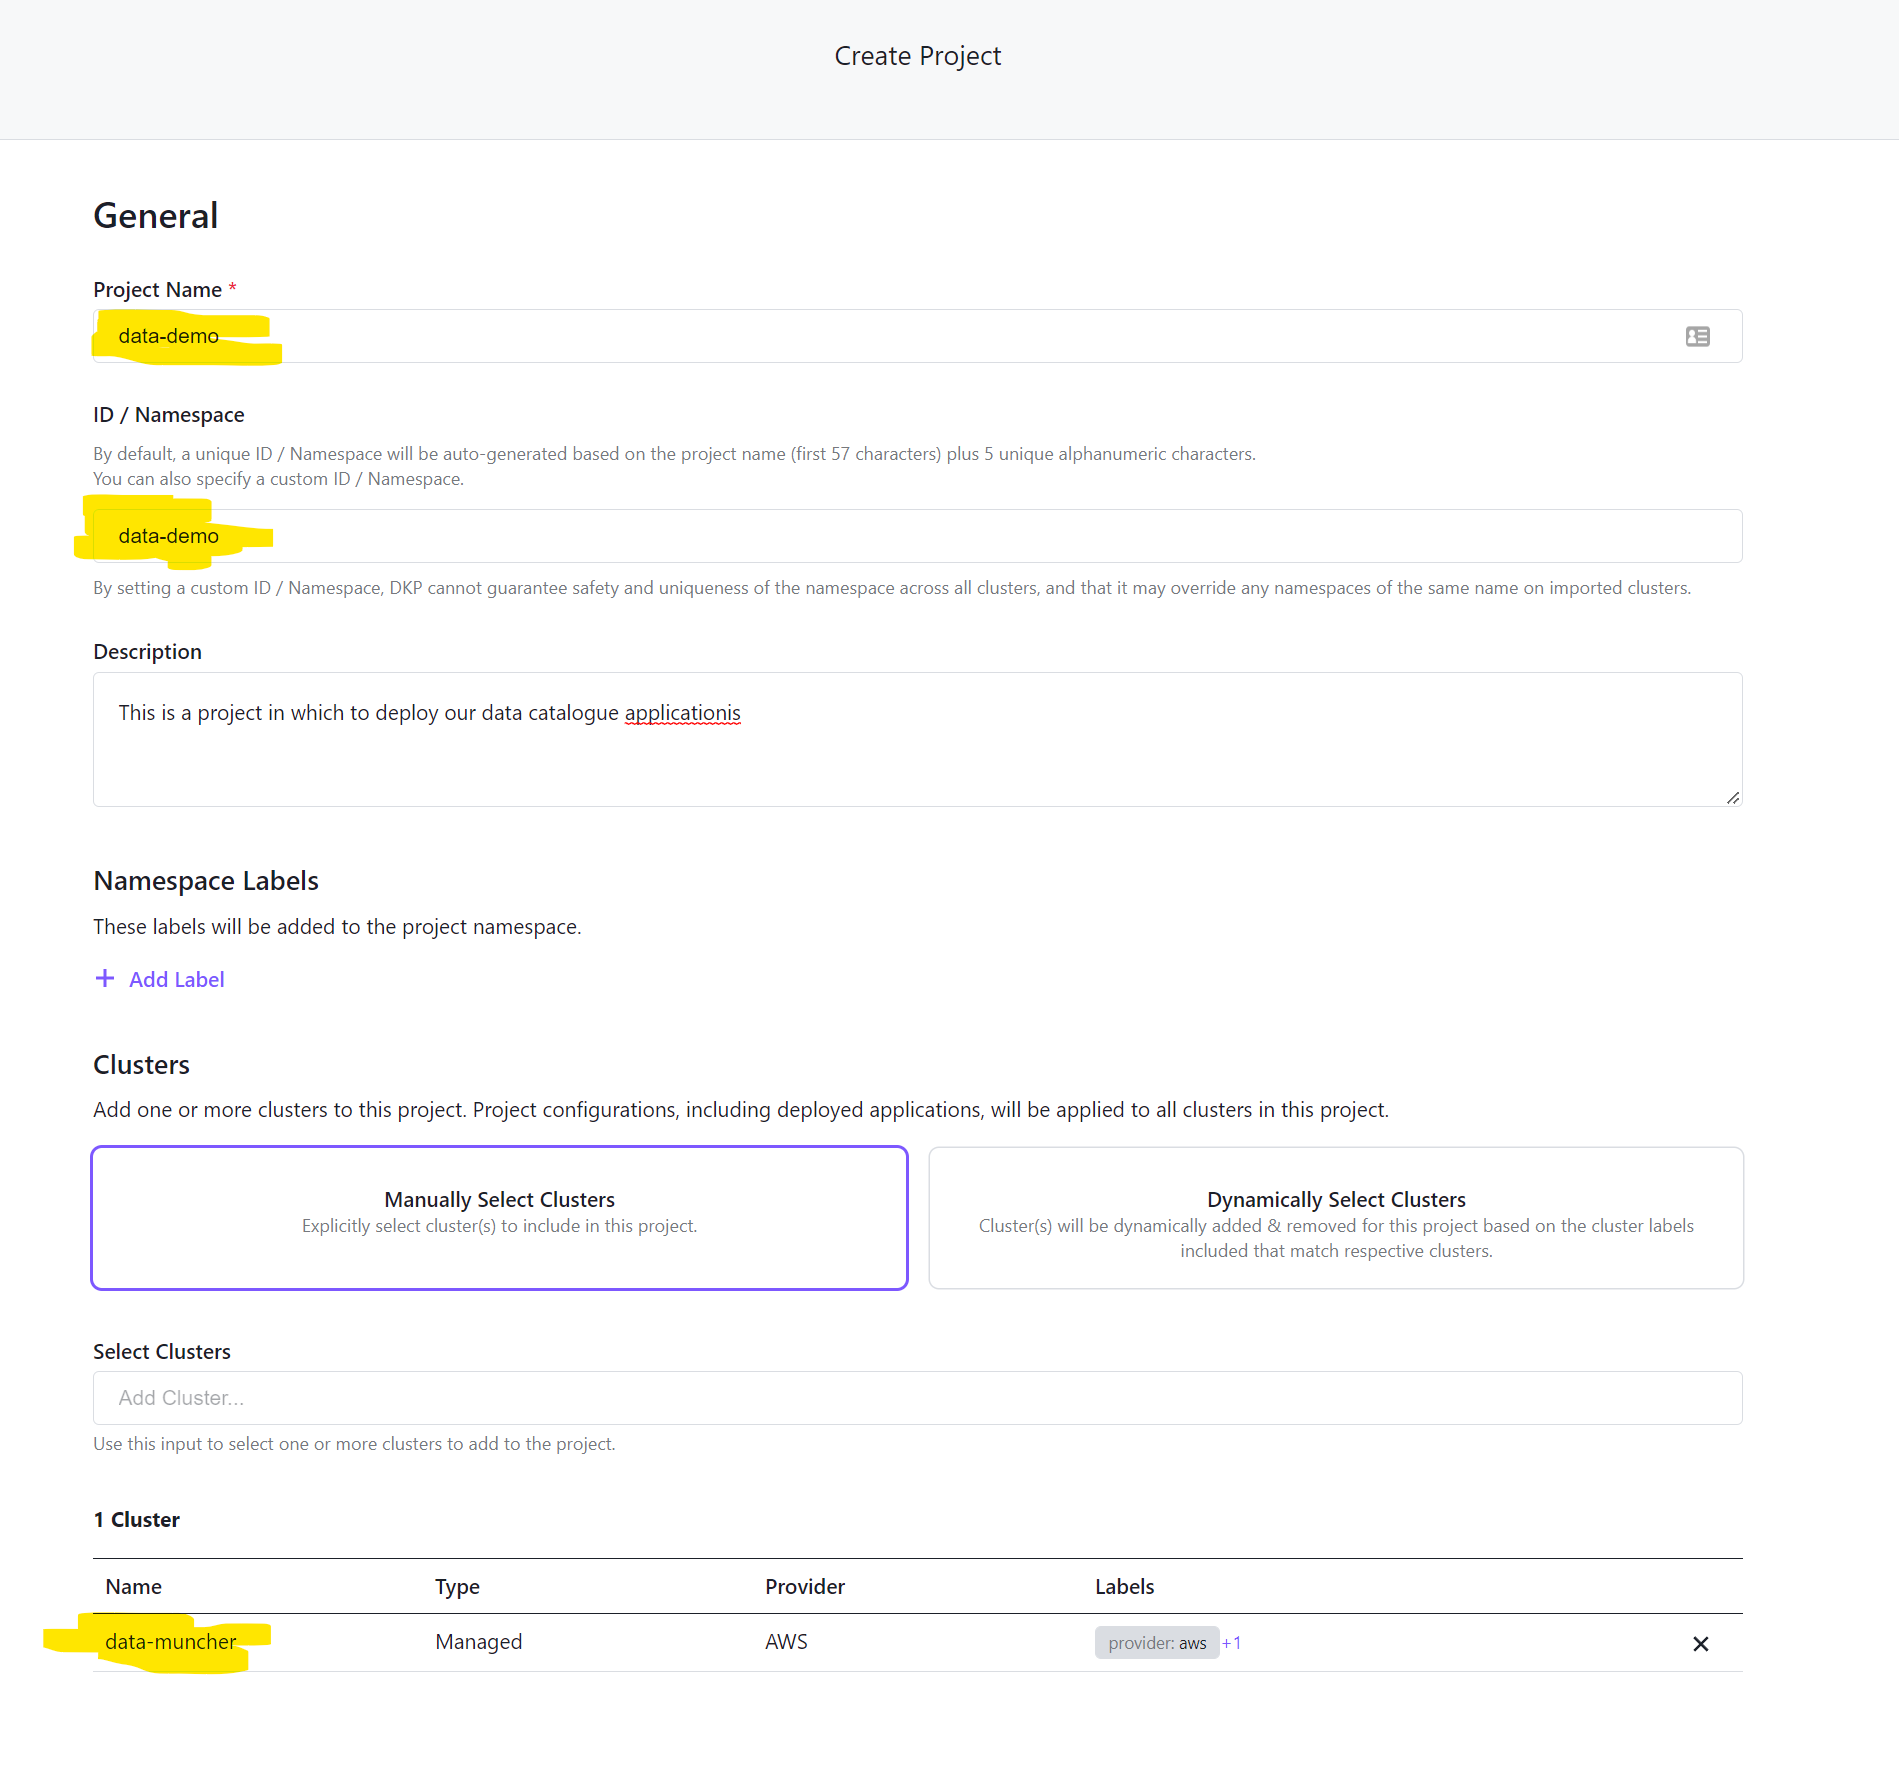 Create Project
General
Project Name *
data-demo
ID / Namespace
By default, a unique ID / Namespace will be auto-generated based on the project name (first 57 characters) plus 5 unique alphanumeric characters.
You can also specify a custom ID / Namespace.
data-demo
By setting a custom ID / Namespace, DKP cannot guarantee safety and uniqueness of the namespace across all clusters, and that it may override any namespaces of the same name on imported clusters.
Description
This is a project in which to deploy our data catalogue applicationis
Namespace Labels
These labels will be added to the project namespace.
+ Add Label
Clusters
Add one or more clusters to this project. Project configurations, including deployed applications, will be applied to all clusters in this project.
Manually Select Clusters
Explicitly select cluster(s) to include in this project.
Dynamically Select Clusters
Cluster(s) will be dynamically added & removed for this project based on the cluster labels
included that match respective clusters.
Select Clusters
Add Cluster...
Use this input to select one or more clusters to add to the project.
1 Cluster
Name Type Provider Labels
data-muncher Managed AWS provider: aws +1